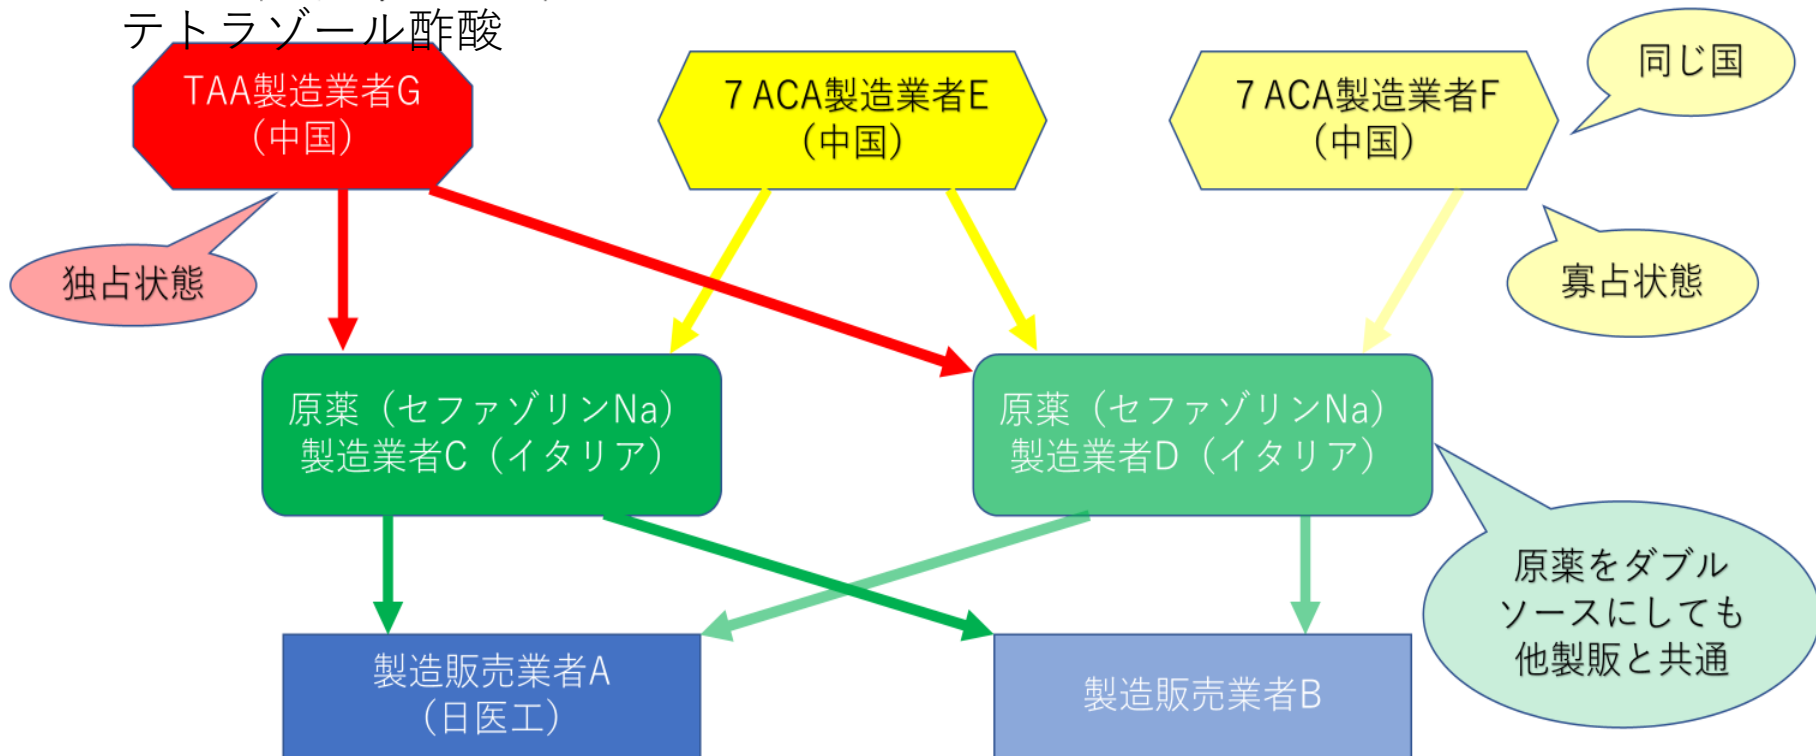 テトラゾール酢酸
TAA製造業者G
（中国）
７ACA製造業者E
（中国）
７ACA製造業者F
（中国）
同じ国
独占状態
寡占状態
原薬（セファゾリンNa）
製造業者C（イタリア）
原薬（セファゾリンNa）
製造業者D（イタリア）
原薬をダブル
ソースにしても
他製販と共通
製造販売業者A
（日医工）
製造販売業者B